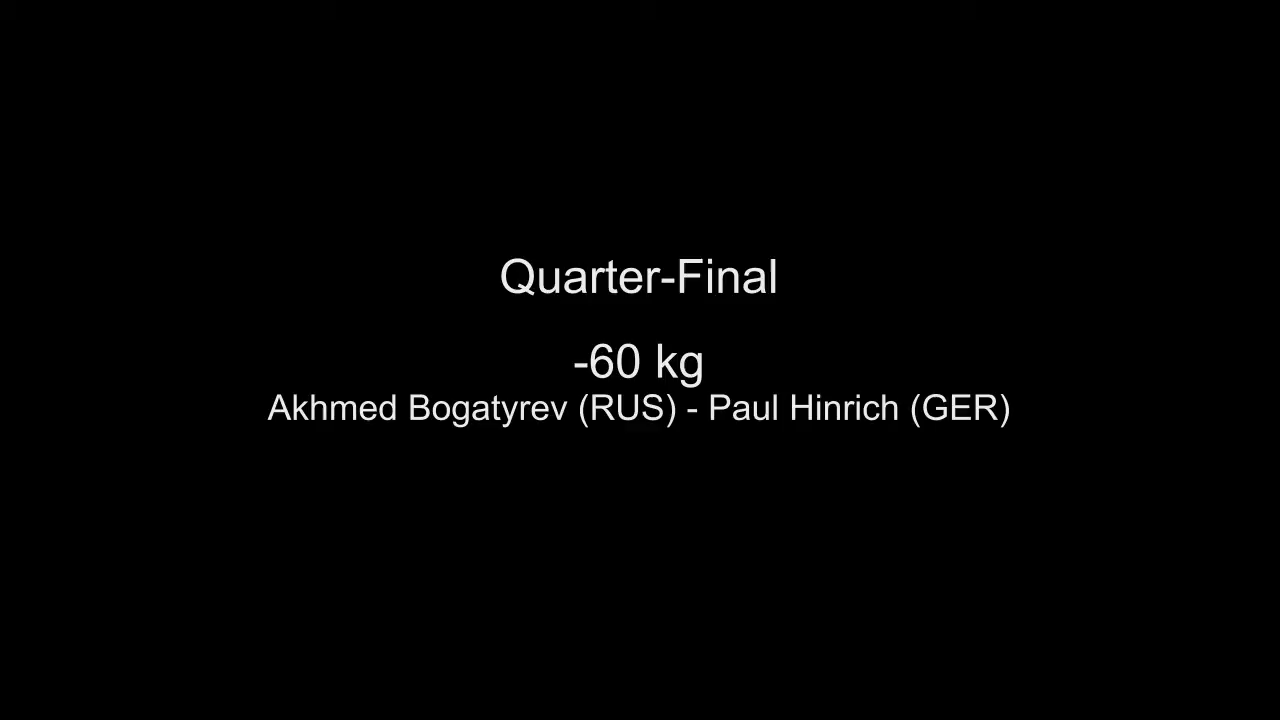 Quarter-Final
-60 kg
Akhmed Bogatyrev (RUS) - Paul Hinrich (GER)